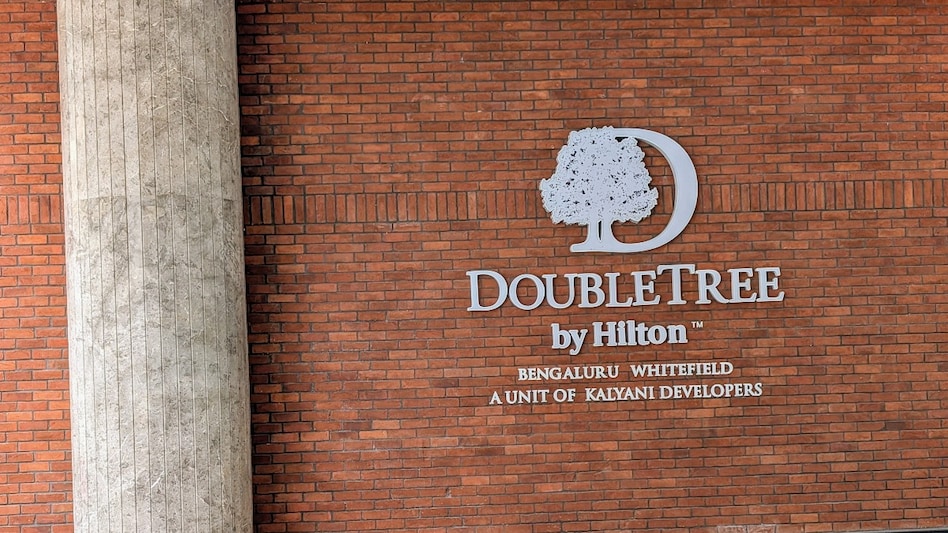 DOUBLETREE
by Hilton™
BENGALURU WHITEFIELD
A UNIT OF KALYANI DEVELOPERS